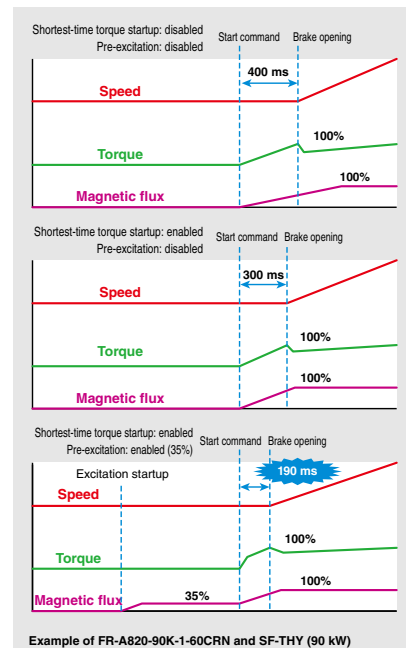 Shortest-time torque startup: disabled
Pre-excitation: disabled
Start command
Brake opening
400 ms
Speed
Torque
100%
100%
Magnetic flux
Shortest-time torque startup: enabled
Pre-excitation: disabled
Start command
Brake opening
300 ms
Speed
100%
Torque
100%
Magnetic flux
Shortest-time torque startup: enabled
Pre-excitation: enabled (35%)
Start command
Brake opening
Excitation startup
190 ms
Speed
100%
Torque
100%
35%
Magnetic flux
Example of FR-A820-90K-1-60CRN and SF-THY (90 kW)